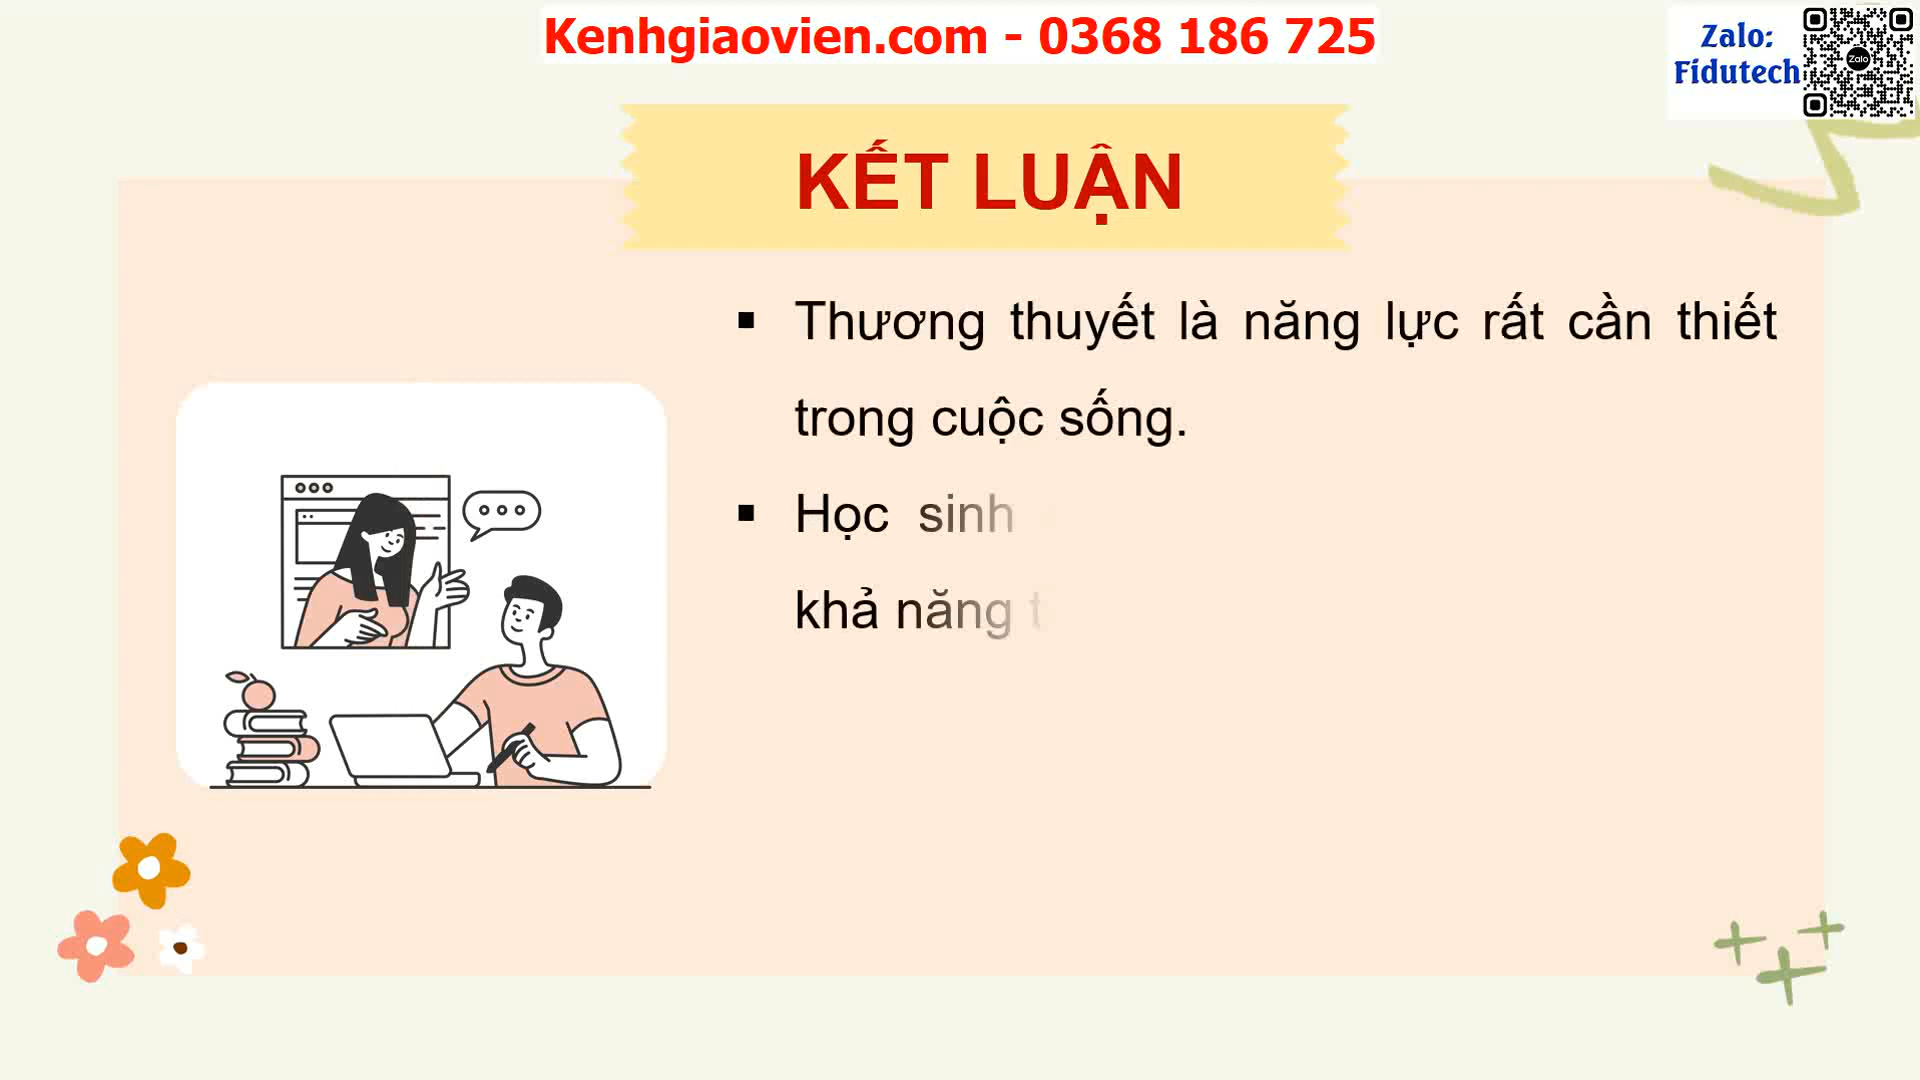 Kenhgiaovien.com - 0368 186 725
Zalo:
Fidutech
Zalo
KẾT LUẬN
▪ Thương thuyết là năng lực rất cần thiết
trong cuộc sống.
▪ Học sinh
khả năng